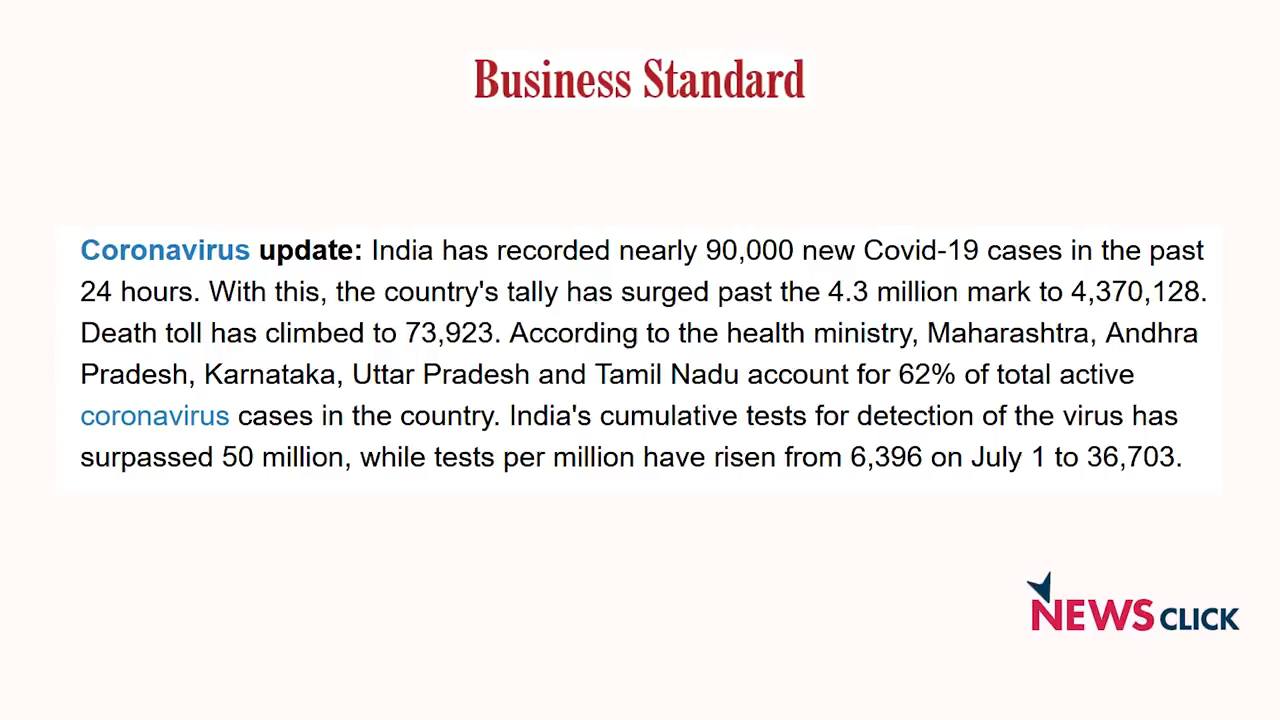 Business Standard
Coronavirus update: India has recorded nearly 90,000 new Covid-19 cases in the past
24 hours. With this, the country's tally has surged past the 4.3 million mark to 4,370,128.
Death toll has climbed to 73,923. According to the health ministry, Maharashtra, Andhra
Pradesh, Karnataka, Uttar Pradesh and Tamil Nadu account for 62% of total active
coronavirus cases in the country. India's cumulative tests for detection of the virus has
surpassed 50 million, while tests per million have risen from 6,396 on July 1 to 36,703.
NEWS CLICK